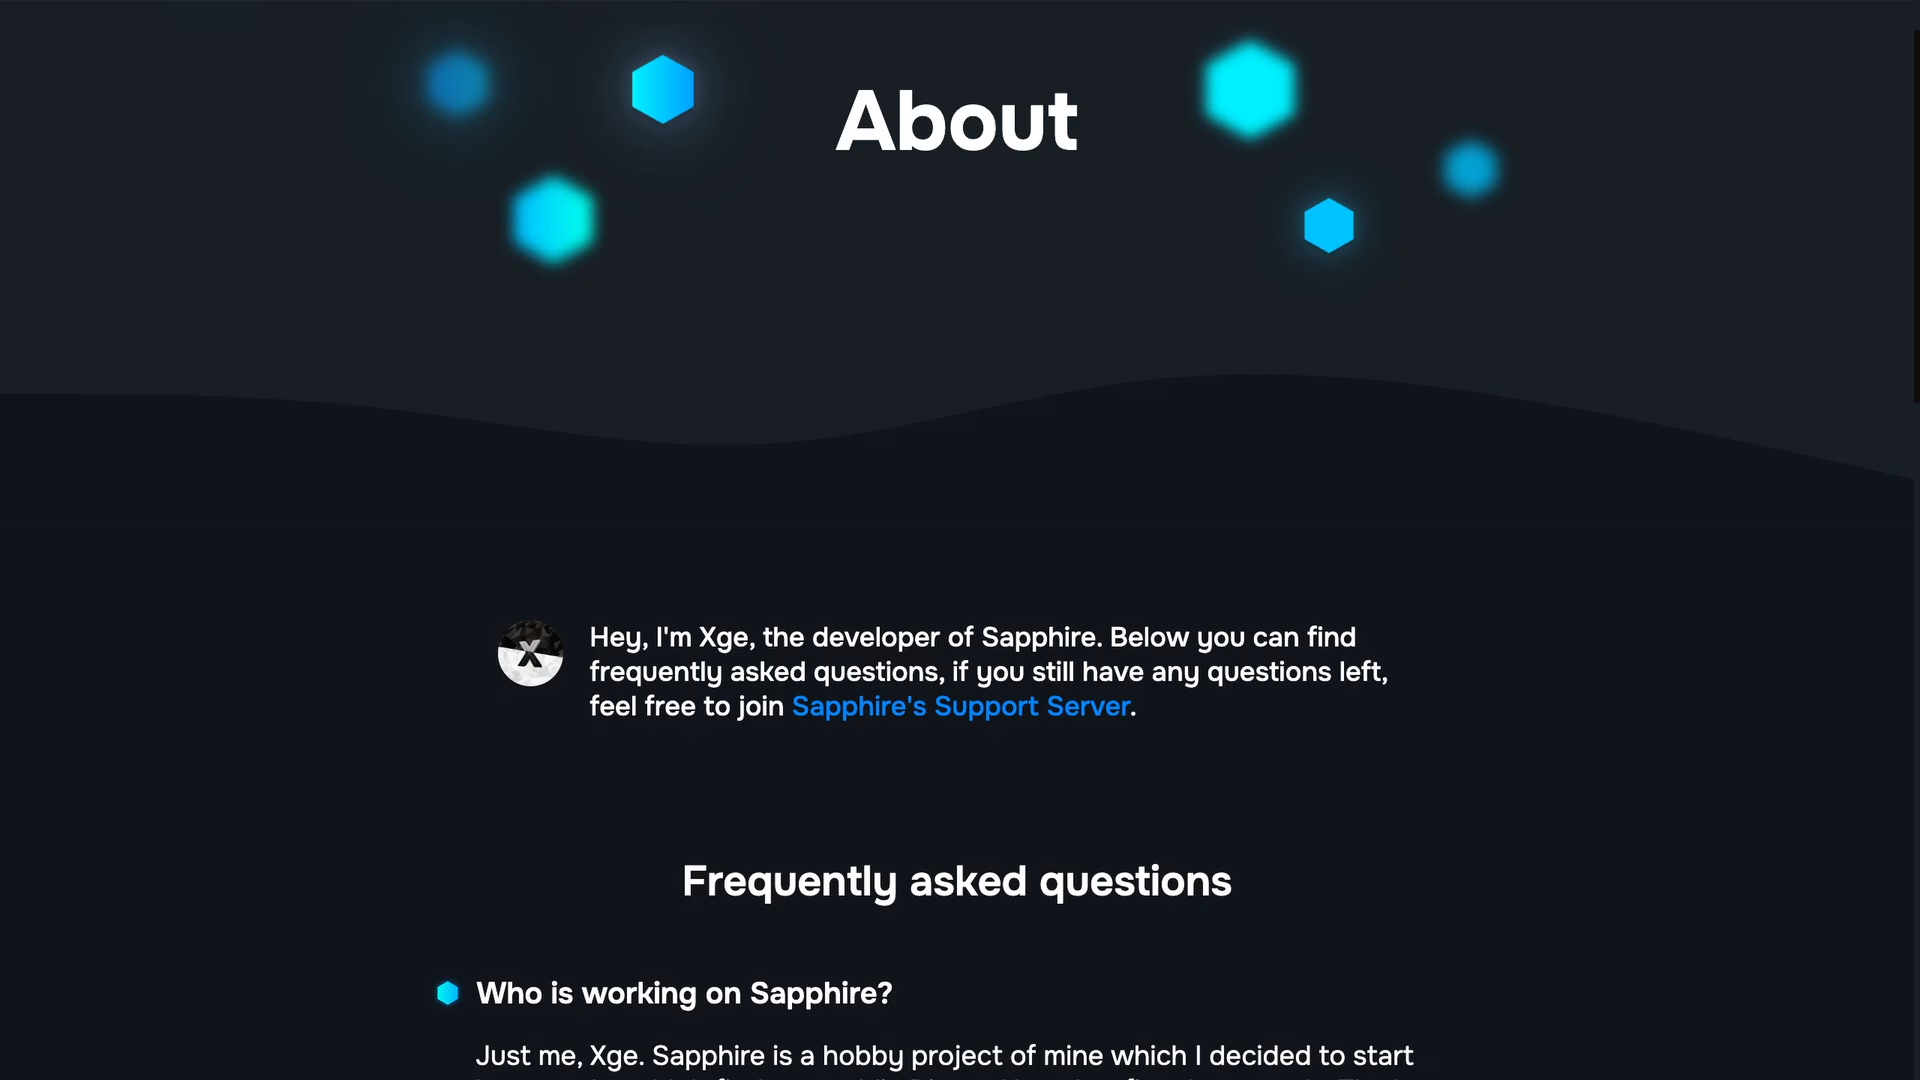 About
X
Hey, I'm Xge, the developer of Sapphire. Below you can find
frequently asked questions, if you still have any questions left,
feel free to join Sapphire's Support Server.
Frequently asked questions
Who is working on Sapphire?
Just me, Xge. Sapphire is a hobby project of mine which I decided to start